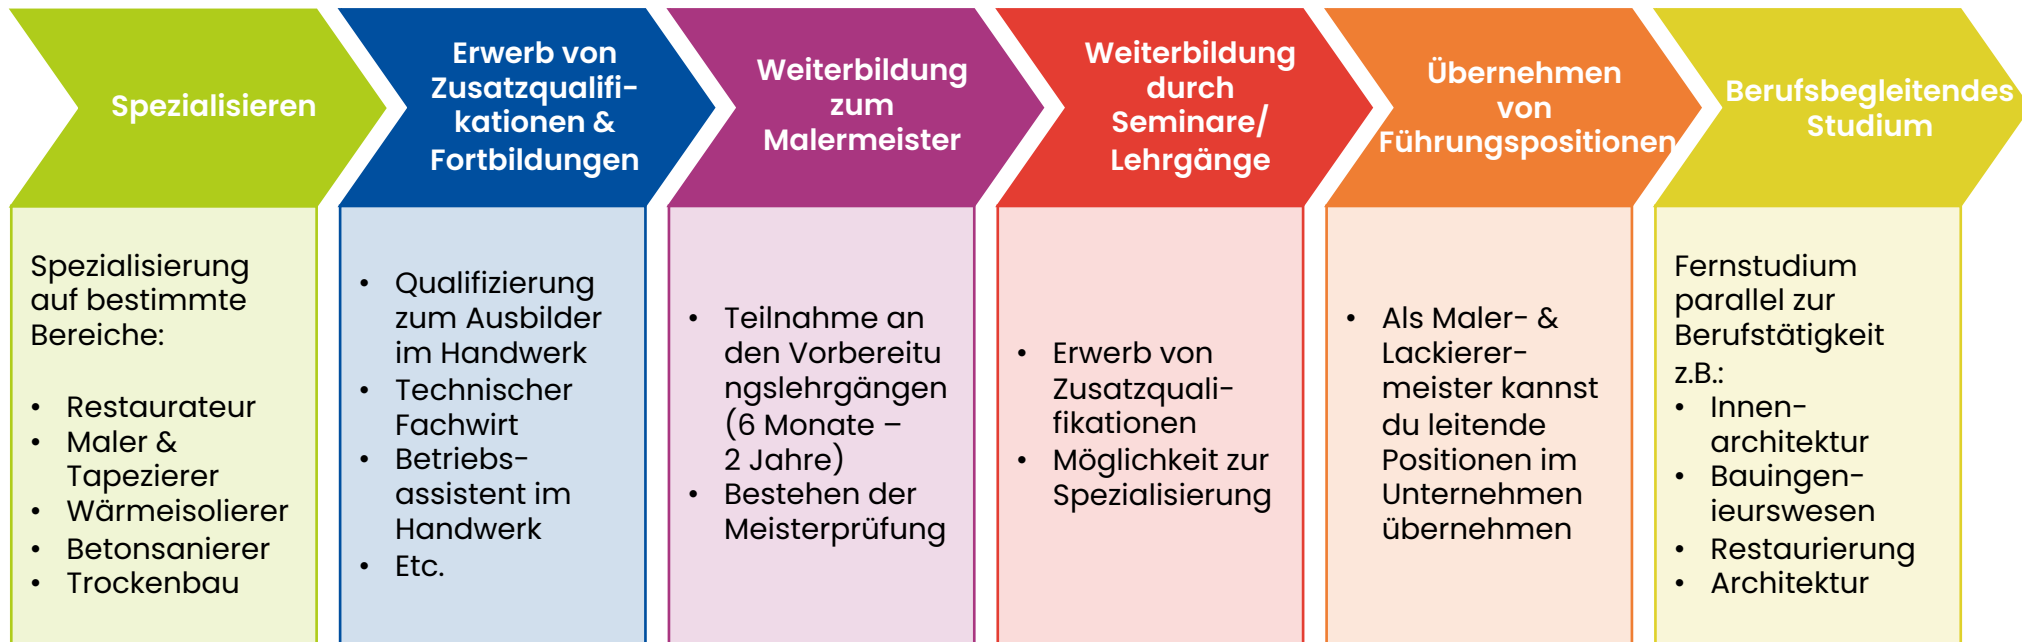 Spezialisieren
Erwerb von
Zusatzqualifi-
kationen &
Fortbildungen
Weiterbildung
zum
Malermeister
Weiterbildung
durch
Seminare/
Lehrgänge
Übernehmen
von
Führungspositionen
Berufsbegleitendes
Studium
Spezialisierung
auf bestimmte
Bereiche:
• Restaurateur
• Maler &
Tapezierer
• Wärmeisolierer
• Betonsanierer
• Trockenbau
• Qualifizierung
zum Ausbilder
im Handwerk
• Technischer
Fachwirt
• Betriebs-
assistent im
Handwerk
• Etc.
• Teilnahme an
den Vorbereitu
ngslehrgängen
(6 Monate –
2 Jahre)
• Bestehen der
Meisterprüfung
• Erwerb von
Zusatzquali-
fikationen
• Möglichkeit zur
Spezialisierung
• Als Maler- &
Lackierer-
meister kannst
du leitende
Positionen im
Unternehmen
übernehmen
Fernstudium
parallel zur
Berufstätigkeit
z.B.:
• Innen-
architektur
• Bauingen-
ieurswesen
• Restaurierung
• Architektur